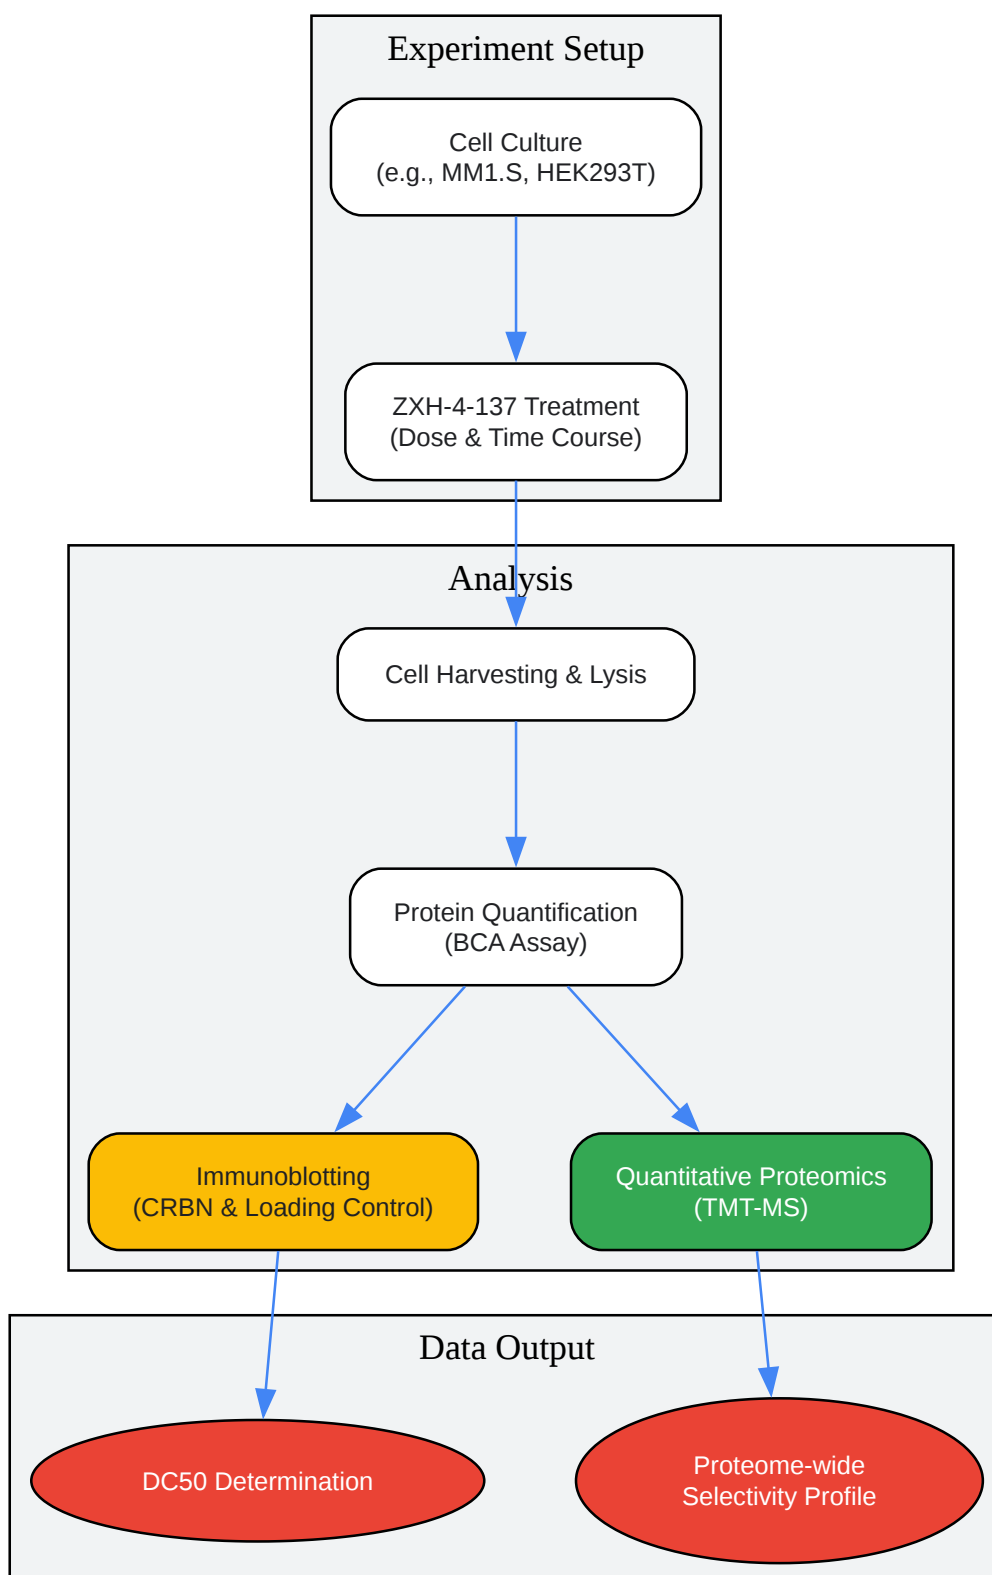 Experiment Setup
Cell Culture
(e.g., MM1.S, HEK293T)
ZXH-4-137 Treatment
(Dose & Time Course)
Analysis
Cell Harvesting & Lysis
Protein Quantification
(BCA Assay)
Immunoblotting
(CRBN & Loading Control)
Quantitative Proteomics
(TMT-MS)
Data Output
DC50 Determination
Proteome-wide
Selectivity Profile